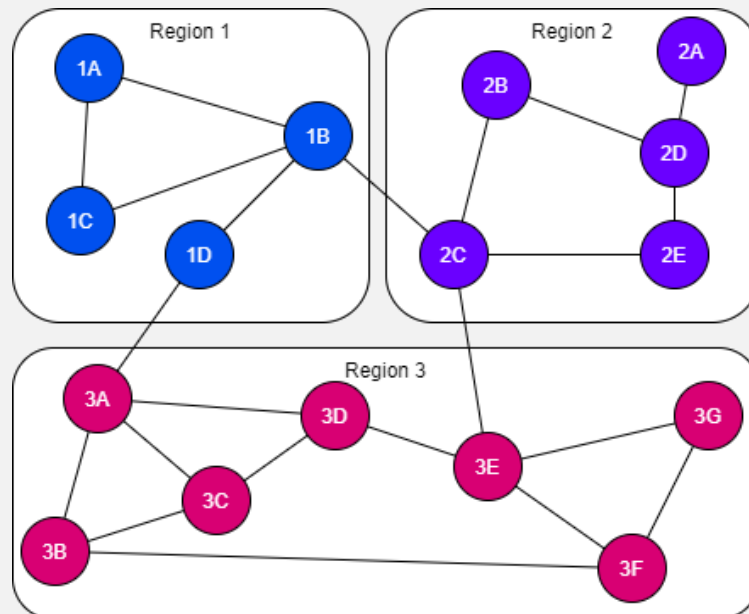 Region 1
1A
1B
1C
1D
Region 2
2A
2B
2D
2C
2E
Region 3
3A
3D
3G
3E
3C
3B
3F